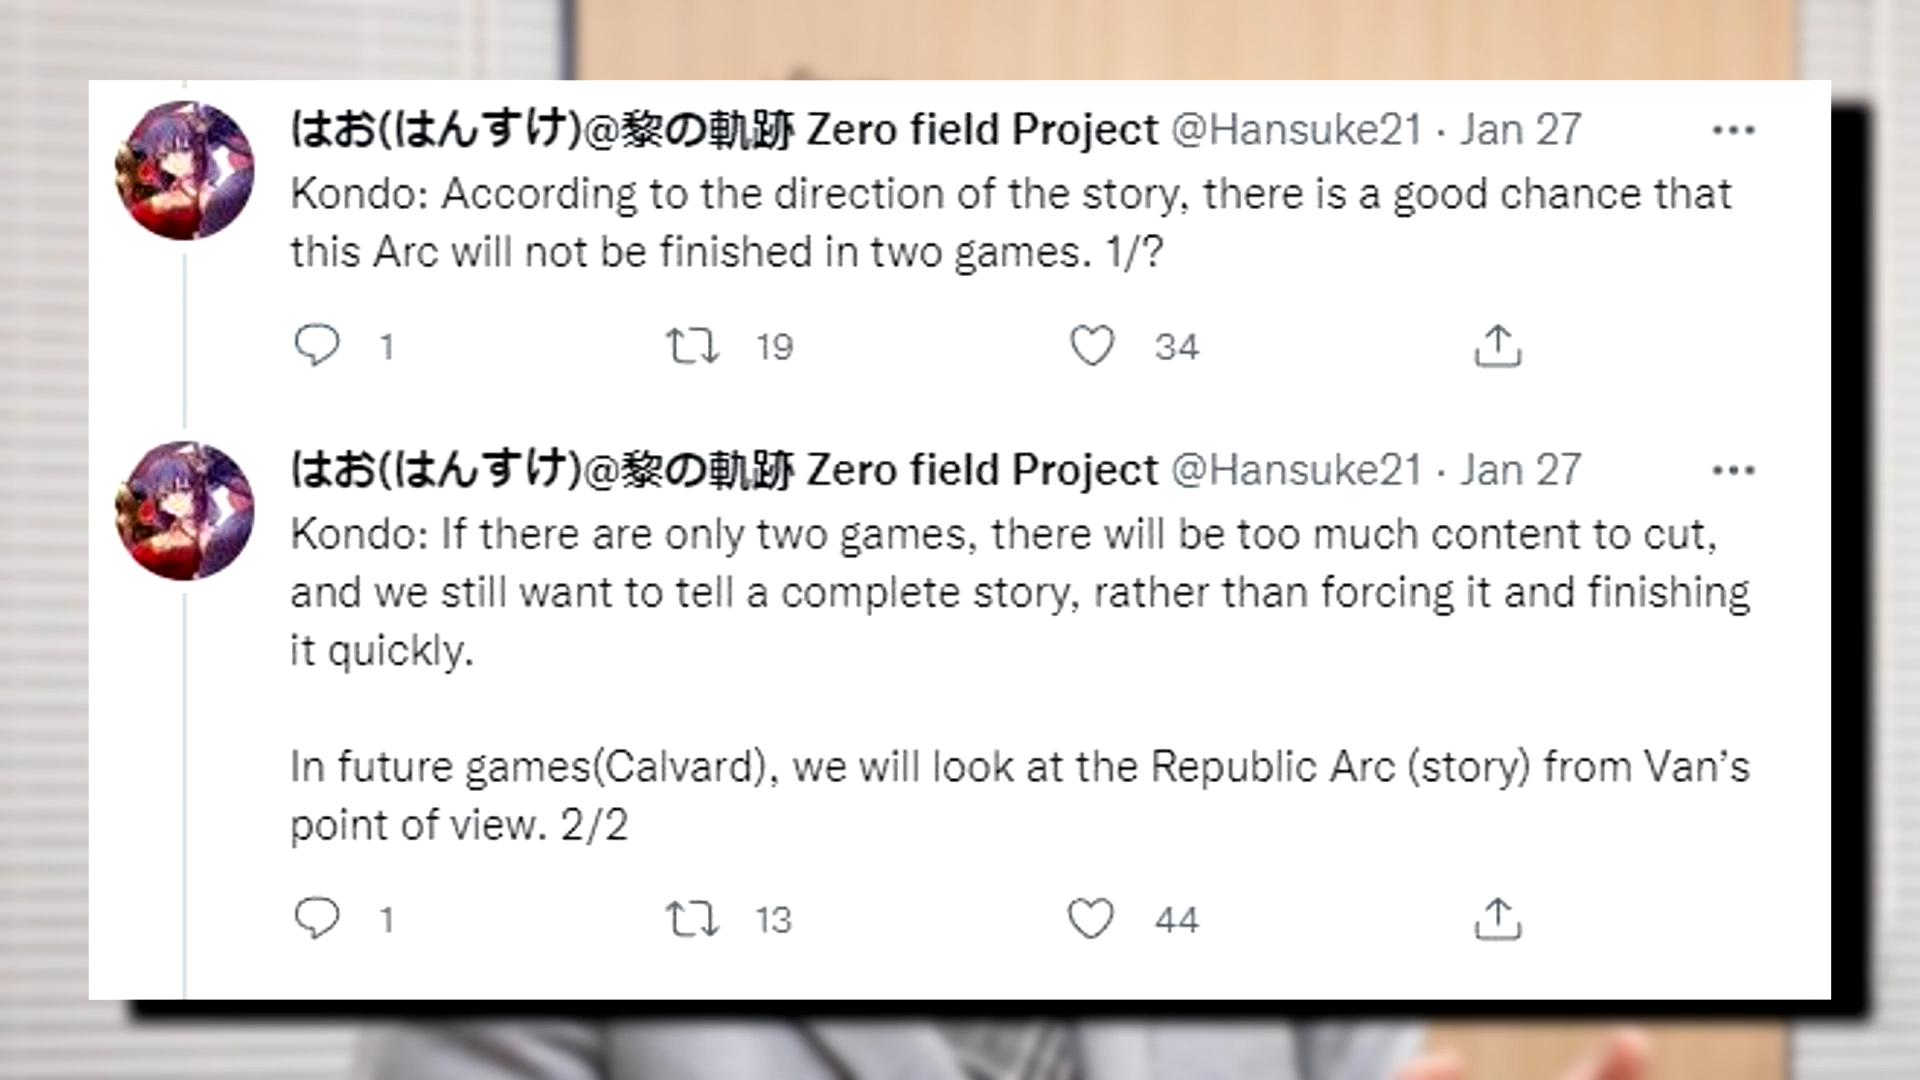 はお(はんすけ)@黎の軌跡 Zero field Project @Hansuke21 · Jan 27
Kondo: According to the direction of the story, there is a good chance that
this Arc will not be finished in two games. 1/?
1 19 34
はお(はんすけ)@黎の軌跡 Zero field Project @Hansuke21 · Jan 27
Kondo: If there are only two games, there will be too much content to cut,
and we still want to tell a complete story, rather than forcing it and finishing
it quickly.
In future games(Calvard), we will look at the Republic Arc (story) from Van's
point of view. 2/2
1 13 44